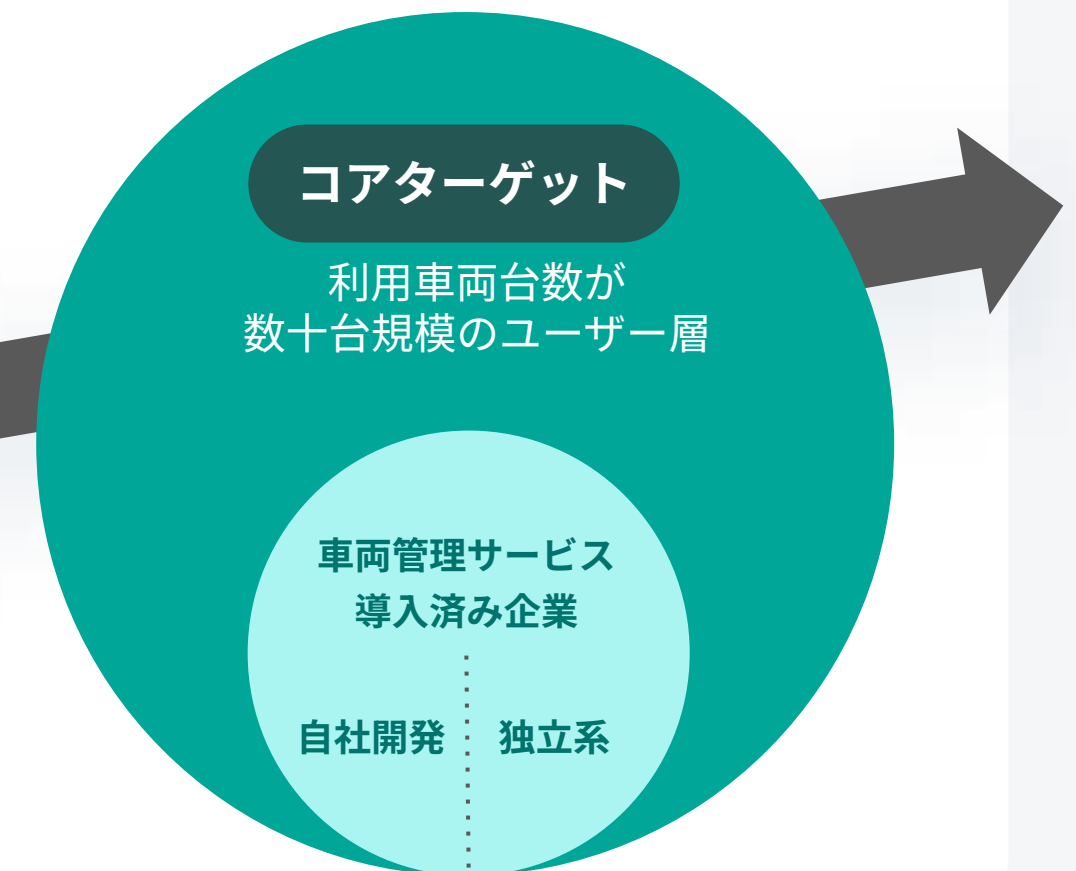 コアターゲット
利用車両台数が
数十台規模のユーザー層
車両管理サービス
導入済み企業
自社開発 独立系